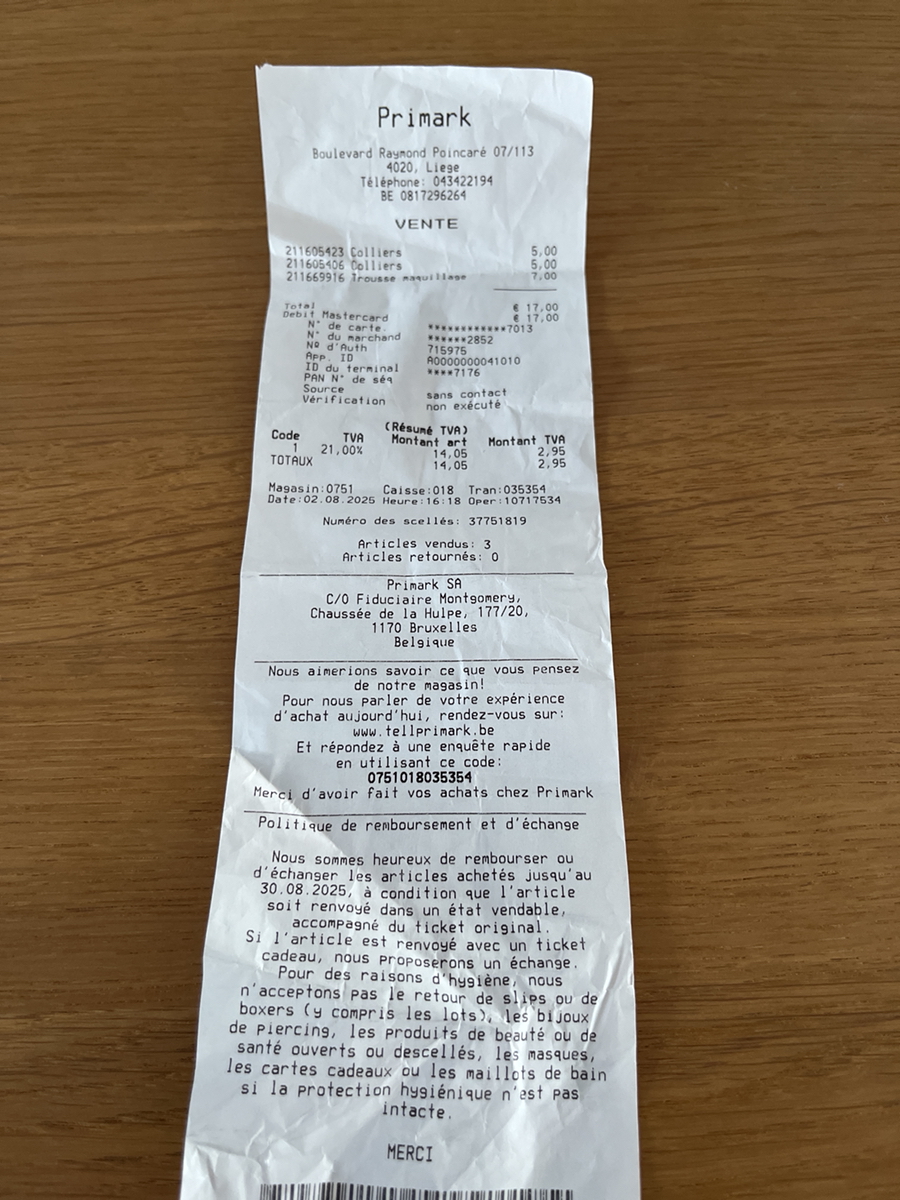 Primark
Boulevard Raymond Poincaré 07/113
4020, Liege
Téléphone: 043422194
BE 0817296264
VENTE
211605423 Colliers 5,00
211605406 Colliers 5,00
211669916 Trousse maquillage 7,00
Total € 17,00
Debit Mastercard € 17,00
N° de carte. ************7013
N° du marchand ******2852
Nº d'Auth 715975
App. ID A0000000041010
ID du terminal ****7176
PAN N° de séq
Source sans contact
Vérification non exécuté
(Résumé TVA)
Code TVA Montant art Montant TVA
1 21,00% 14,05 2,95
TOTAUX 14,05 2,95
Magasin:0751 Caisse:018 Tran:035354
Date:02.08.2025 Heure:16:18 Oper:10717534
Numéro des scellés: 37751819
Articles vendus: 3
Articles retournés: 0
Primark SA
C/O Fiduciaire Montgomery,
Chaussée de la Hulpe, 177/20,
1170 Bruxelles
Belgique
Nous aimerions savoir ce que vous pensez
de notre magasin!
Pour nous parler de votre expérience
d'achat aujourd'hui, rendez-vous sur:
www.tellprimark.be
Et répondez à une enquête rapide
en utilisant ce code:
0751018035354
Merci d'avoir fait vos achats chez Primark
Politique de remboursement et d'échange
Nous sommes heureux de rembourser ou
d'échanger les articles achetés jusqu'au
30.08.2025, à condition que l'article
soit renvoyé dans un état vendable,
accompagné du ticket original.
Si l'article est renvoyé avec un ticket
cadeau, nous proposerons un échange.
Pour des raisons d'hygiène, nous
n'acceptons pas le retour de slips ou de
boxers (y compris les lots), les bijoux
de piercing, les produits de beauté ou de
santé ouverts ou descellés, les masques,
les cartes cadeaux ou les maillots de bain
si la protection hygiénique n'est pas
intacte.
MERCI